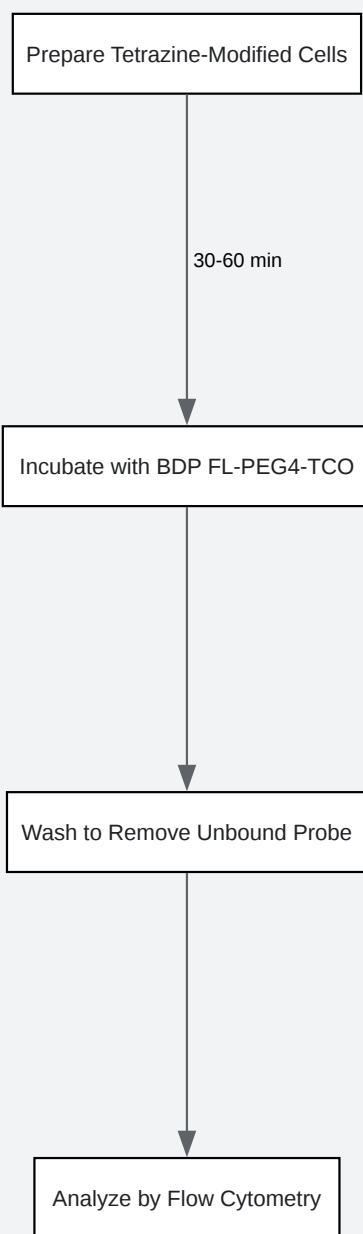 Prepare Tetrazine-Modified Cells
30-60 min
Incubate with BDP FL-PEG4-TCO
Wash to Remove Unbound Probe
Analyze by Flow Cytometry